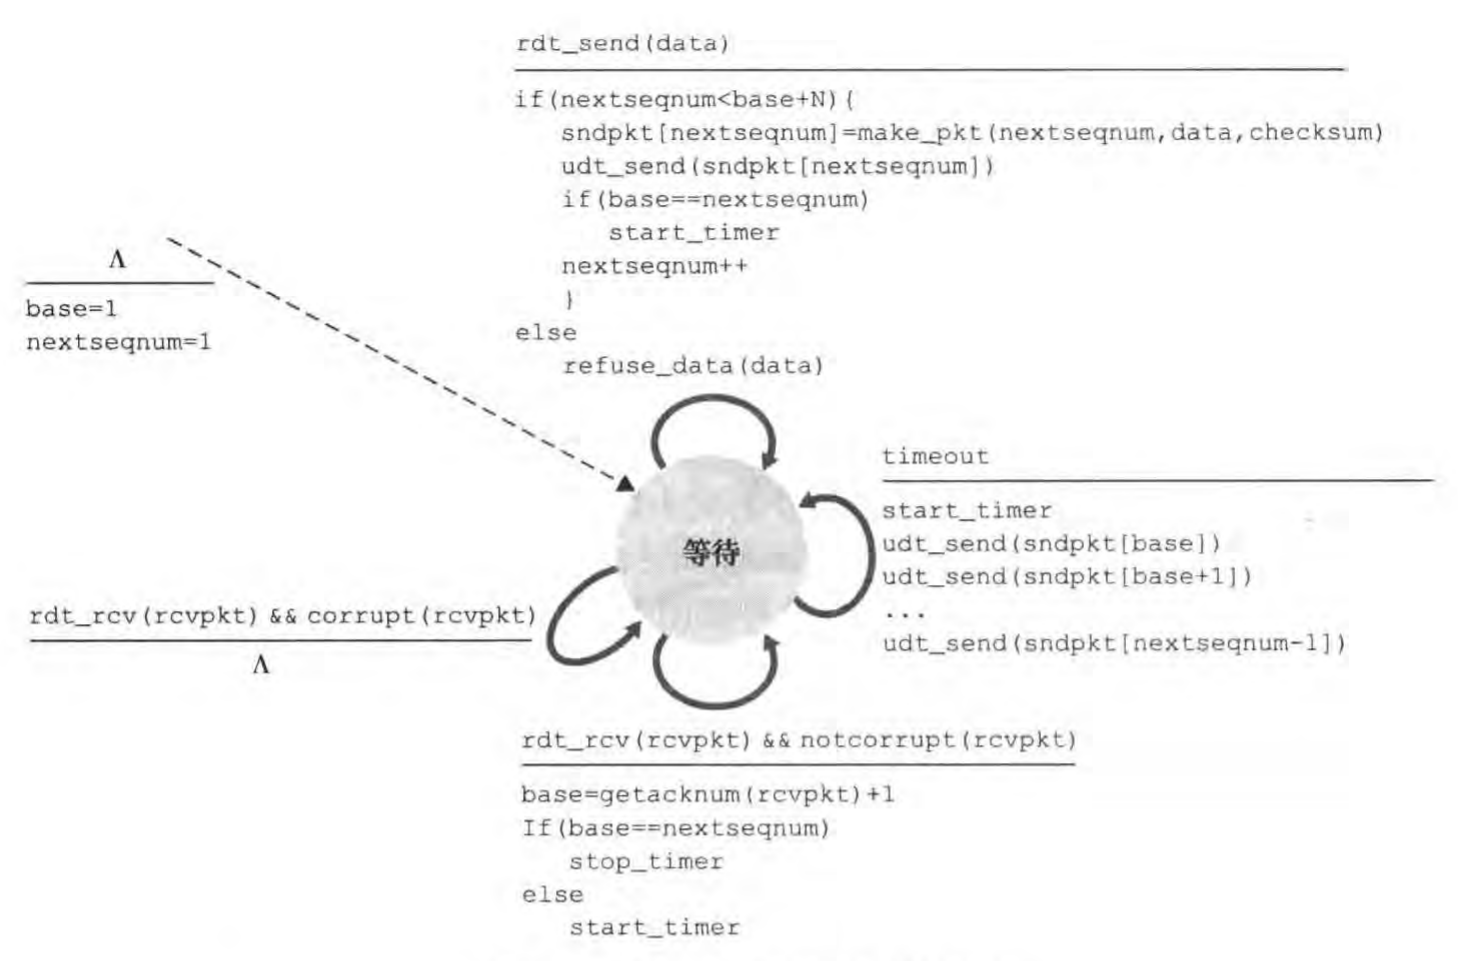 rdt_send(data)
if(nextseqnum<base+N){
sndpkt[nextseqnum]=make_pkt(nextseqnum,data,checksum)
udt_send(sndpkt[nextseqnum])
if(base==nextseqnum)
start_timer
nextseqnum++
}
else
refuse_data(data)
Λ
base=1
nextseqnum=1
timeout
start_timer
udt_send(sndpkt[base])
udt_send(sndpkt[base+1])
...
udt_send(sndpkt[nextseqnum-1])
等待
rdt_rcv(rcvpkt) && corrupt(rcvpkt)
Λ
rdt_rcv(rcvpkt) && notcorrupt(rcvpkt)
base=getacknum(rcvpkt)+1
If(base==nextseqnum)
stop_timer
else
start_timer